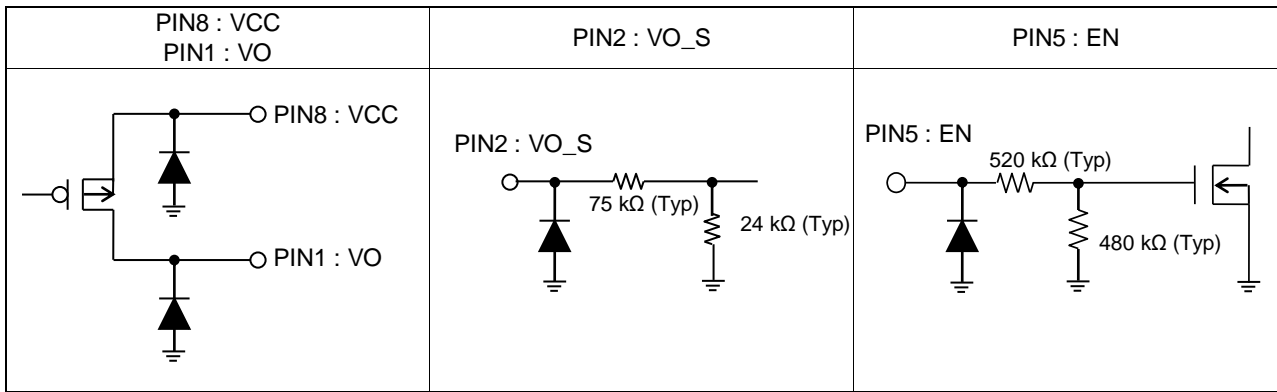 PIN8 : VCC
PIN1 : VO
PIN2 : VO_S
PIN5 : EN
PIN8 : VCC
PIN1 : VO
PIN2 : VO_S
75 kΩ (Typ)
24 kΩ (Typ)
PIN5 : EN
520 kΩ (Typ)
480 kΩ (Typ)